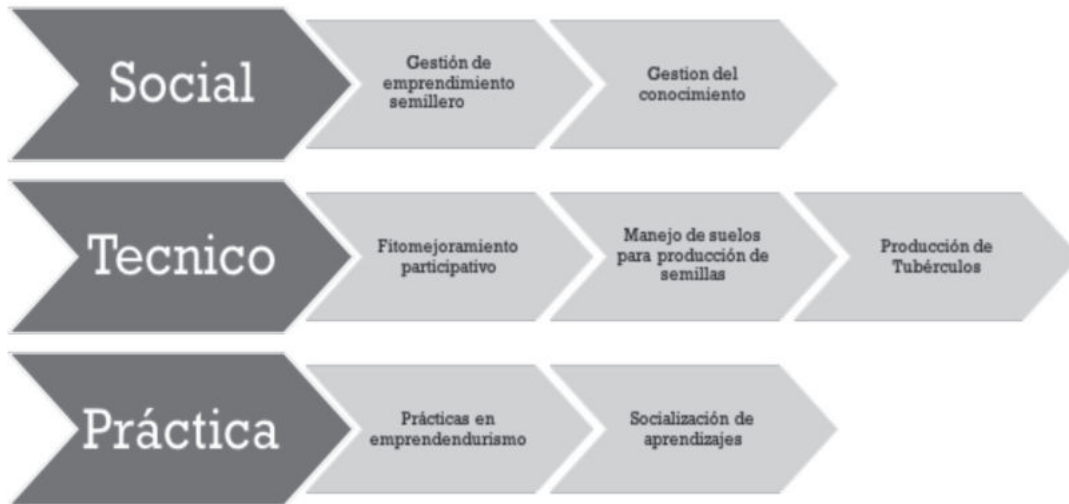 Social
Gestión de
emprendimiento
semillero
Gestion del
conocimiento
Tecnico
Fitomejoramiento
participativo
Manejo de suelos
para producción de
semillas
Producción de
Tubérculos
Práctica
Prácticas en
emprendendurismo
Socialización de
aprendizajes